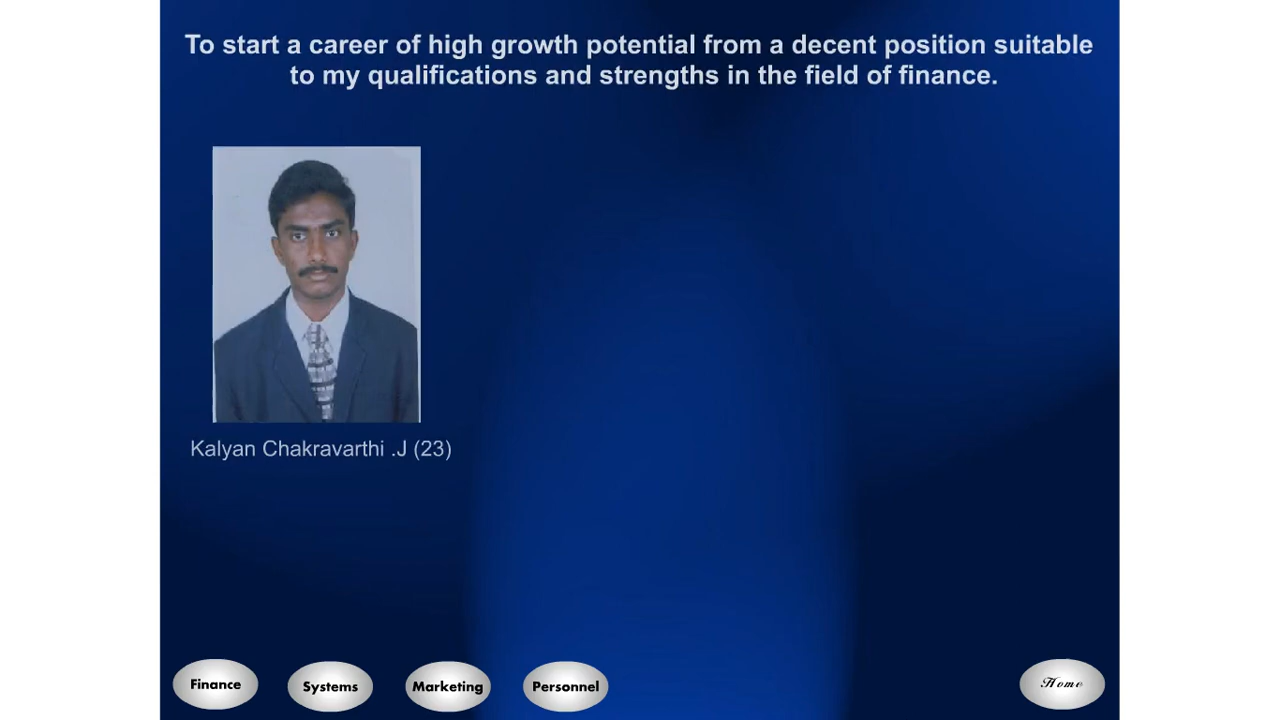 To start a career of high growth potential from a decent position suitable
to my qualifications and strengths in the field of finance.
Kalyan Chakravarthi .J (23)
Finance
Systems
Marketing
Personnel
Home